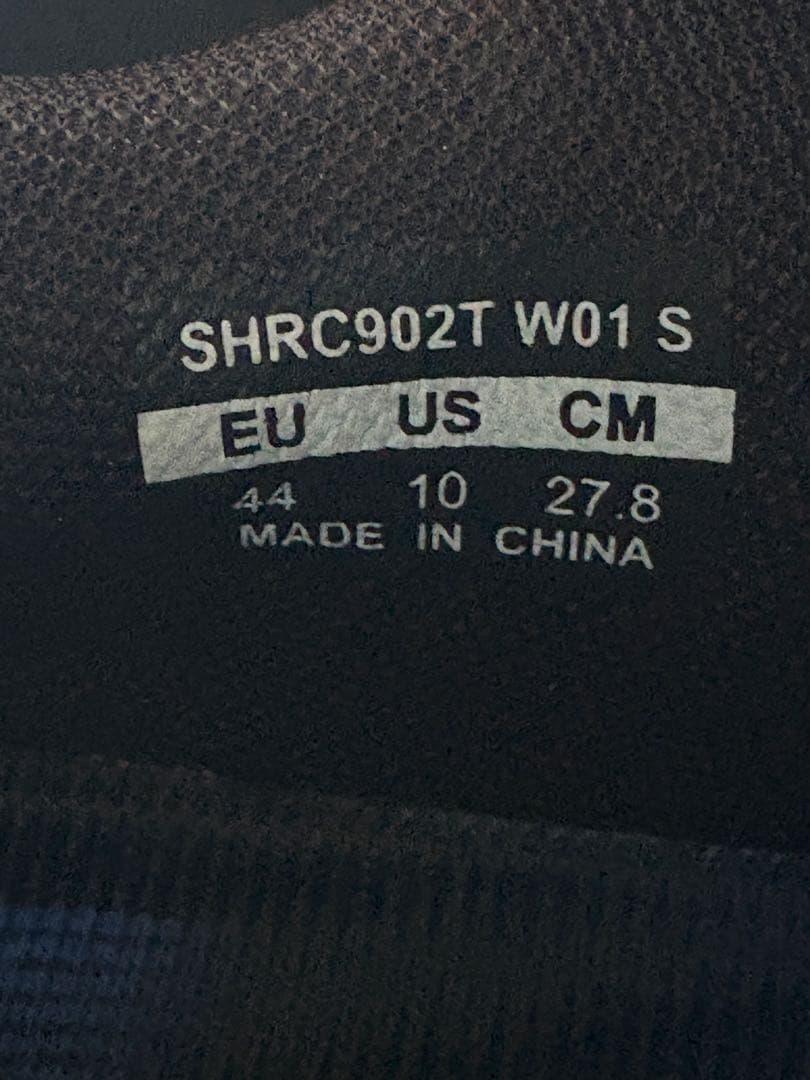 SHRC902T W01 S
EU US CM
44 10 27.8
MADE IN CHINA